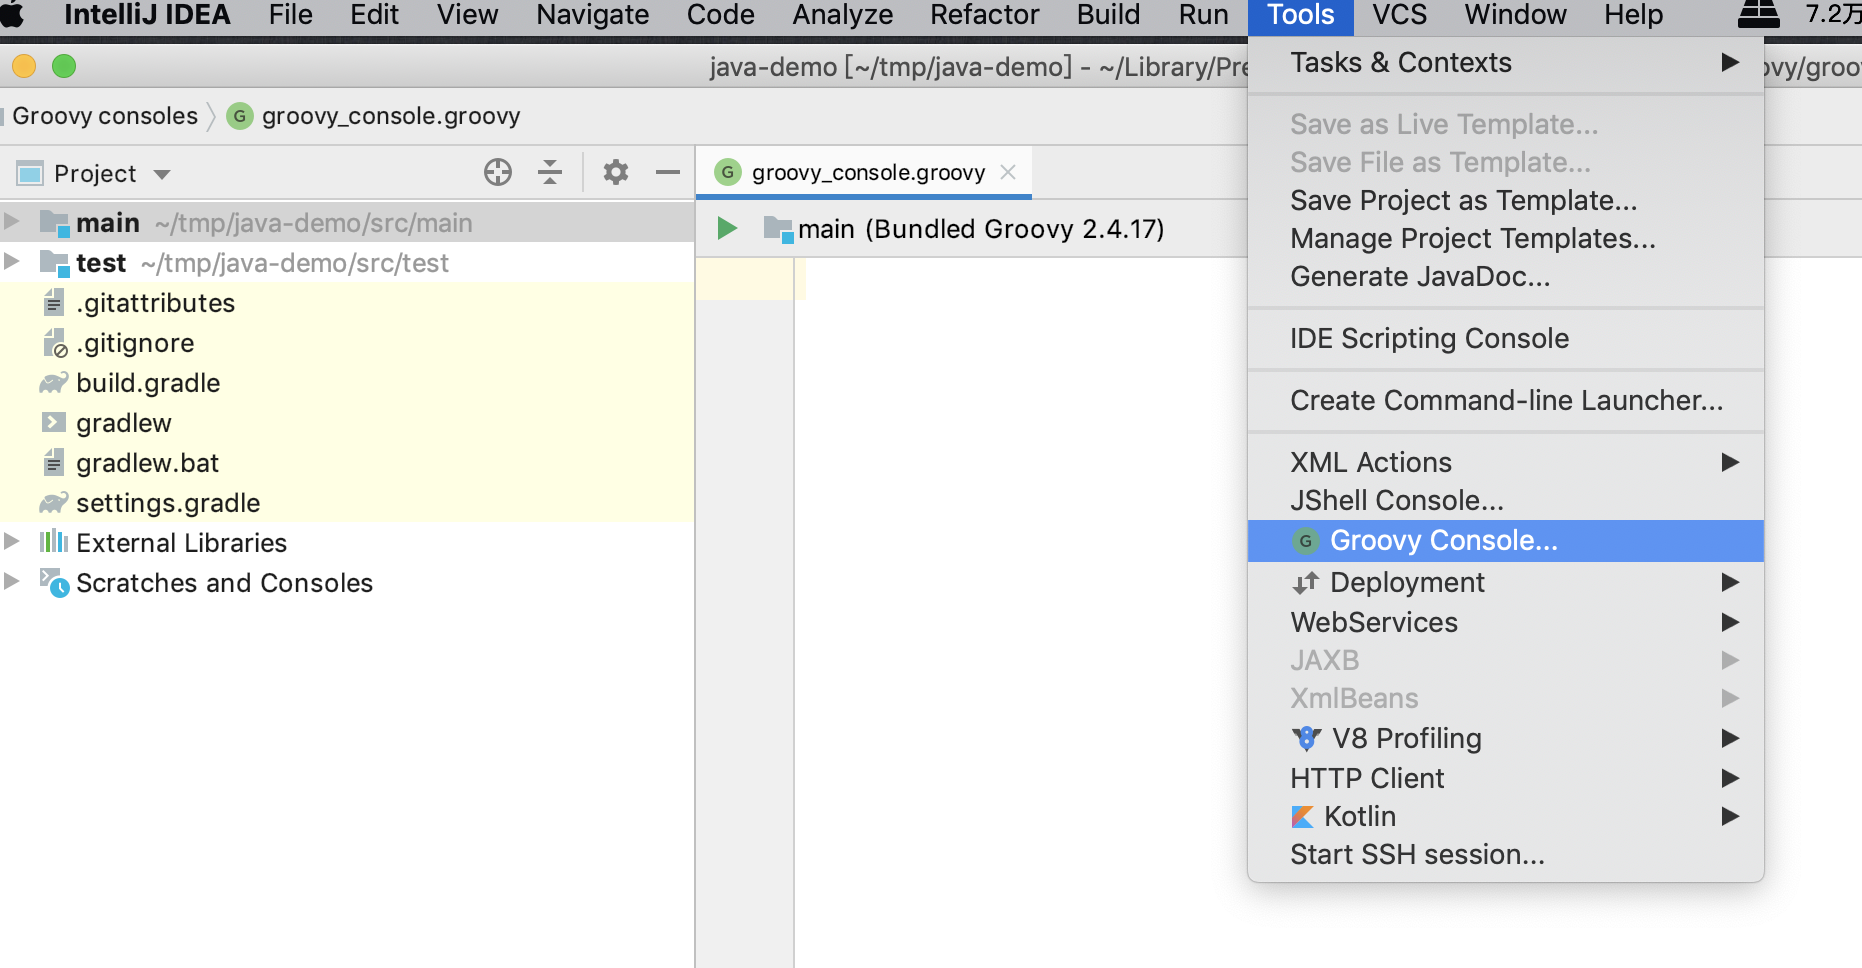 IntelliJ IDEA File Edit View Navigate Code Analyze Refactor Build Run Tools VCS Window Help 7.2万
java-demo [~/tmp/java-demo] - ~/Library/Pre ovy/groo
Groovy consoles groovy_console.groovy
Project
groovy_console.groovy
main ~/tmp/java-demo/src/main
main (Bundled Groovy 2.4.17)
test ~/tmp/java-demo/src/test
.gitattributes
.gitignore
build.gradle
gradlew
gradlew.bat
settings.gradle
External Libraries
Scratches and Consoles
Tasks & Contexts
Save as Live Template...
Save File as Template...
Save Project as Template...
Manage Project Templates...
Generate JavaDoc...
IDE Scripting Console
Create Command-line Launcher...
XML Actions
JShell Console...
G Groovy Console...
Deployment
WebServices
JAXB
XmlBeans
V8 Profiling
HTTP Client
Kotlin
Start SSH session...